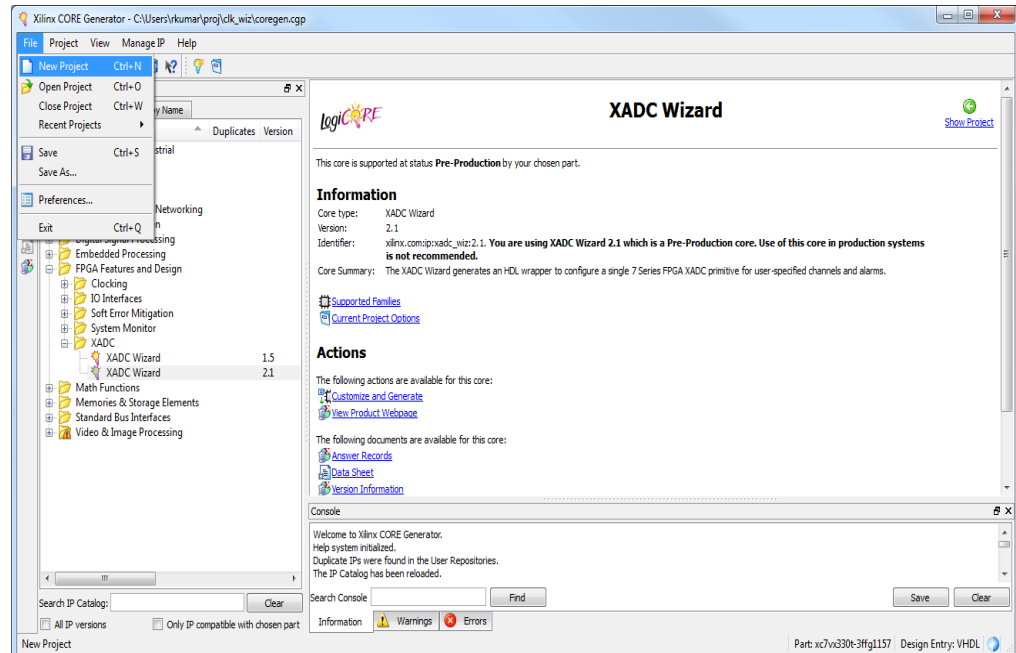 Xilinx CORE Generator - C:\Users\rkumar\proj\clk_wiz\coregen.cgp
File Project View Manage IP Help
New Project Ctrl+N
Open Project Ctrl+O
Close Project Ctrl+W
Recent Projects
Save Ctrl+S
Save As...
Preferences...
Exit Ctrl+Q
by Name
Duplicates Version
strial
Networking
n
Digital Signal Processing
Embedded Processing
FPGA Features and Design
Clocking
IO Interfaces
Soft Error Mitigation
System Monitor
XADC
XADC Wizard 1.5
XADC Wizard 2.1
Math Functions
Memories & Storage Elements
Standard Bus Interfaces
Video & Image Processing
Search IP Catalog: Clear
All IP versions Only IP compatible with chosen part
logiCORE
XADC Wizard
Show Project
This core is supported at status Pre-Production by your chosen part.
Information
Core type: XADC Wizard
Version: 2.1
Identifier: xilinx.com:ip:xadc_wiz:2.1. You are using XADC Wizard 2.1 which is a Pre-Production core. Use of this core in production systems
is not recommended.
Core Summary: The XADC Wizard generates an HDL wrapper to configure a single 7 Series FPGA XADC primitive for user-specified channels and alarms.
Supported Families
Current Project Options
Actions
The following actions are available for this core:
Customize and Generate
View Product Webpage
The following documents are available for this core:
Answer Records
Data Sheet
Version Information
Console
Welcome to Xilinx CORE Generator.
Help system initialized.
Duplicate IPs were found in the User Repositories.
The IP Catalog has been reloaded.
Search Console Find Save Clear
Information Warnings Errors
New Project
Part: xc7vx330t-3ffg1157 Design Entry: VHDL